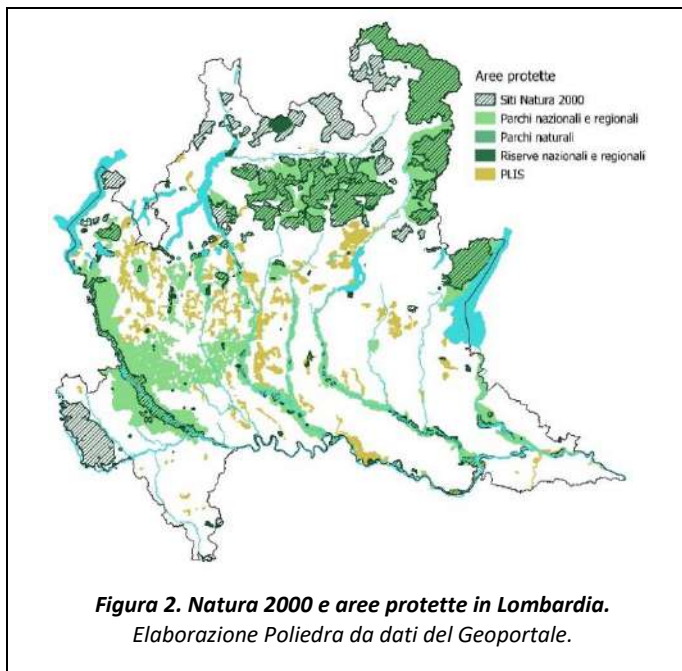 Aree protette
Siti Natura 2000
Parchi nazionali e regionali
Parchi naturali
Riserve nazionali e regionali
PLIS
Figura 2. Natura 2000 e aree protette in Lombardia.
Elaborazione Poliedra da dati del Geoportale.